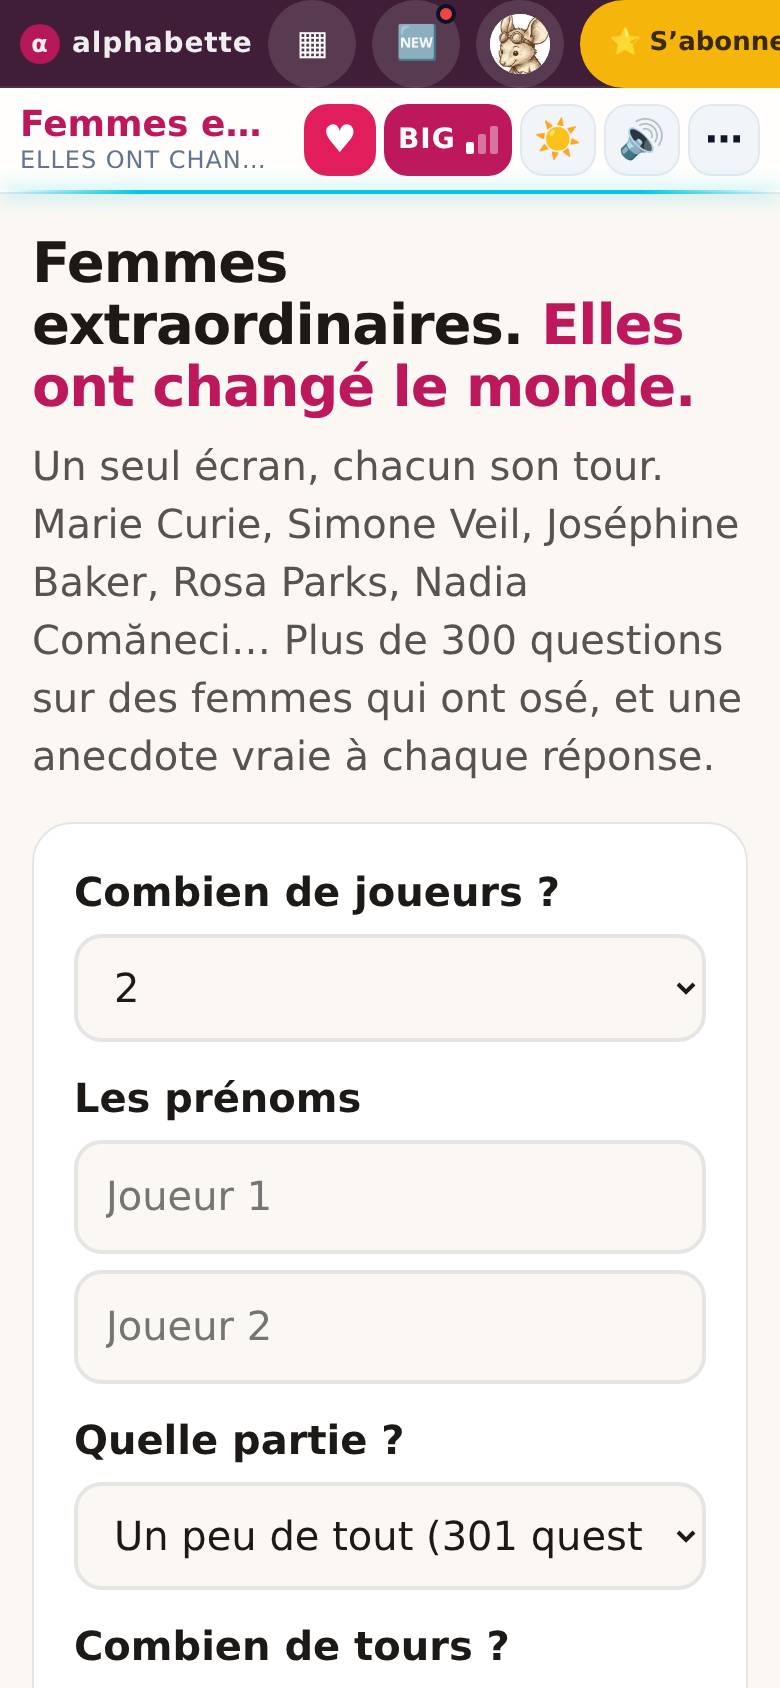 α alphabette
NEW
⭐ S’abonne
Femmes e…
ELLES ONT CHAN…
BIG
Femmes
extraordinaires. Elles
ont changé le monde.
Un seul écran, chacun son tour.
Marie Curie, Simone Veil, Joséphine
Baker, Rosa Parks, Nadia
Comăneci… Plus de 300 questions
sur des femmes qui ont osé, et une
anecdote vraie à chaque réponse.
Combien de joueurs ?
2
Les prénoms
Joueur 1
Joueur 2
Quelle partie ?
Un peu de tout (301 quest
Combien de tours ?